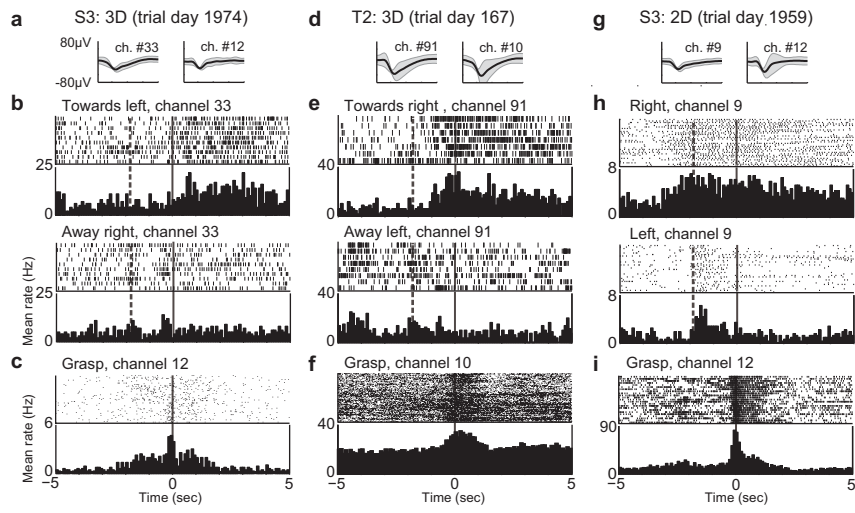 a S3: 3D (trial day 1974)
80µV
-80µV
ch. #33
ch. #12
b Towards left, channel 33
25
0
Away right, channel 33
25
0
Mean rate (Hz)
c Grasp, channel 12
6
0
Mean rate (Hz)
−5 0 5
Time (sec)
d T2: 3D (trial day 167)
ch. #91
ch. #10
e Towards right , channel 91
40
0
Away left, channel 91
40
0
f Grasp, channel 10
40
0
−5 0 5
Time (sec)
g S3: 2D (trial day 1959)
ch. #9
ch. #12
h Right, channel 9
8
0
Left, channel 9
8
0
i Grasp, channel 12
90
0
−5 0 5
Time (sec)